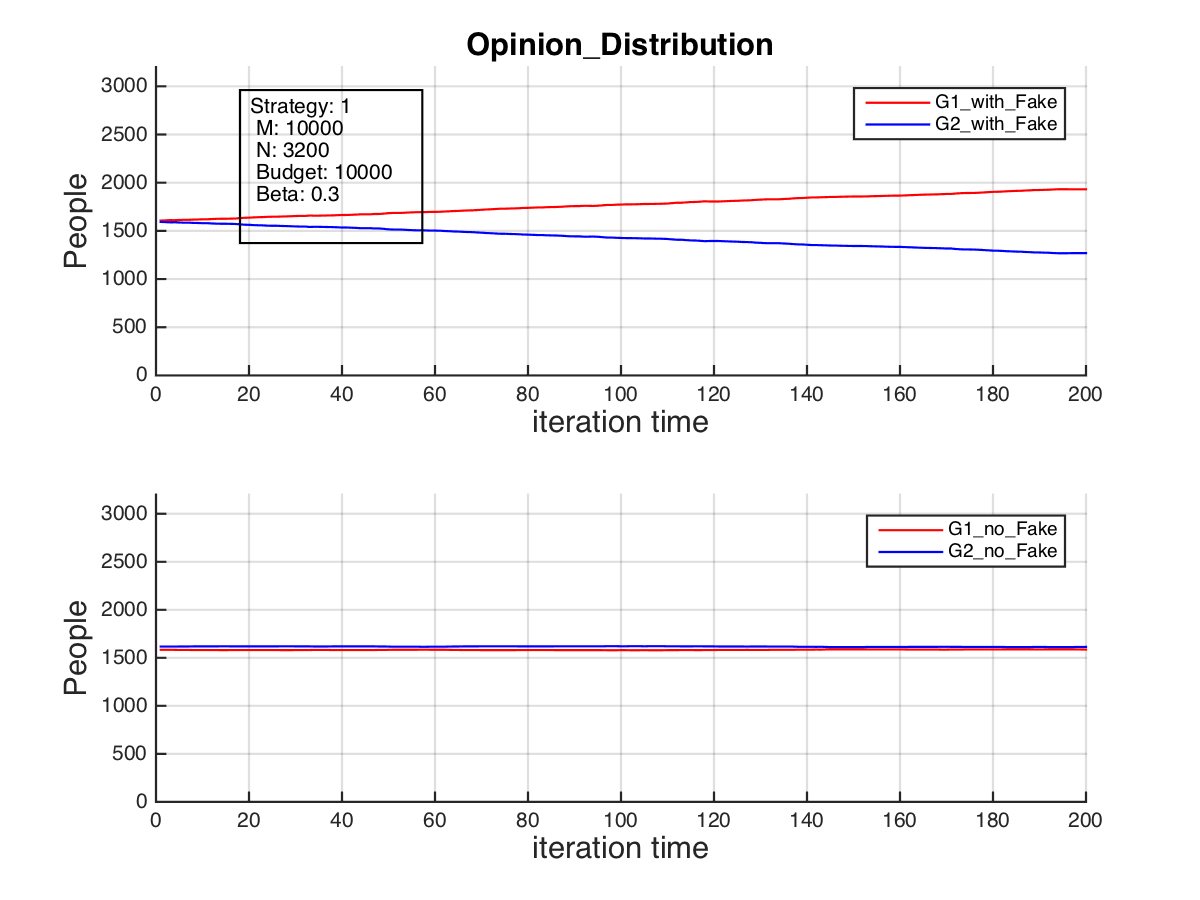 Opinion_Distribution
3000
2500
2000
1500
1000
500
0
People
Strategy: 1
M: 10000
N: 3200
Budget: 10000
Beta: 0.3
G1_with_Fake
G2_with_Fake
0 20 40 60 80 100 120 140 160 180 200
iteration time
3000
2500
2000
1500
1000
500
0
People
G1_no_Fake
G2_no_Fake
0 20 40 60 80 100 120 140 160 180 200
iteration time